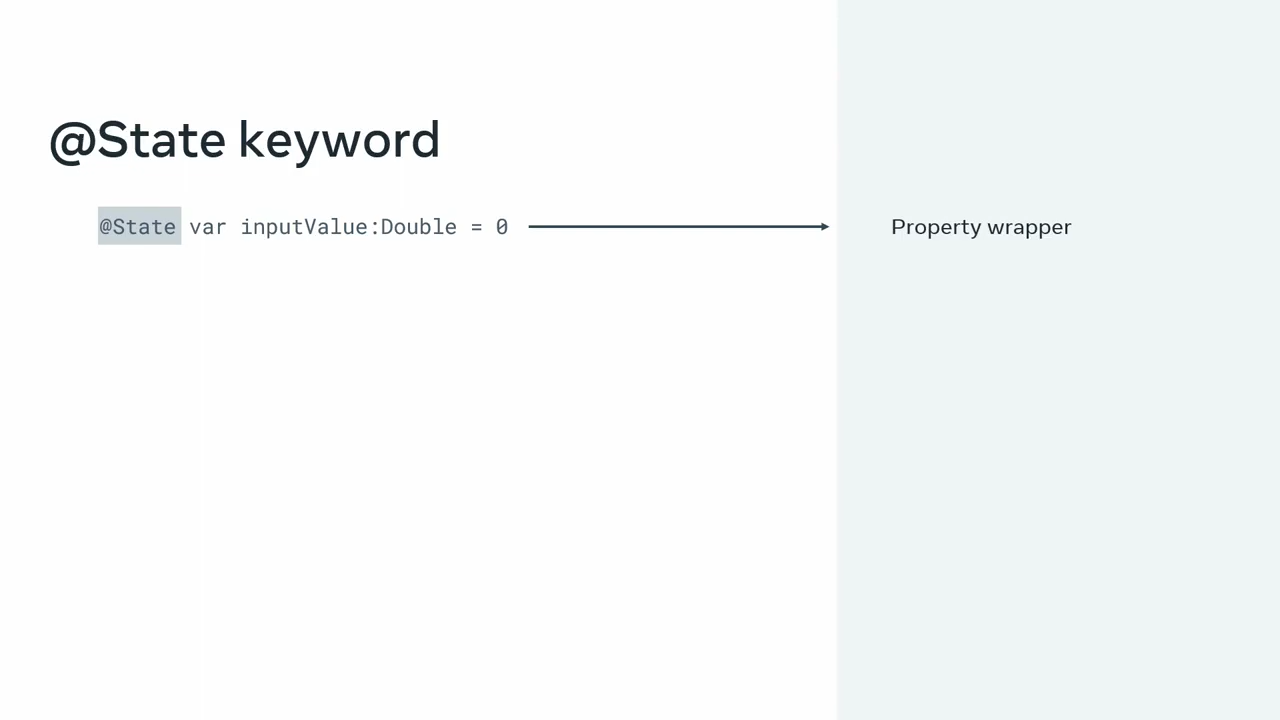 @State keyword
@State var inputValue:Double = 0
Property wrapper